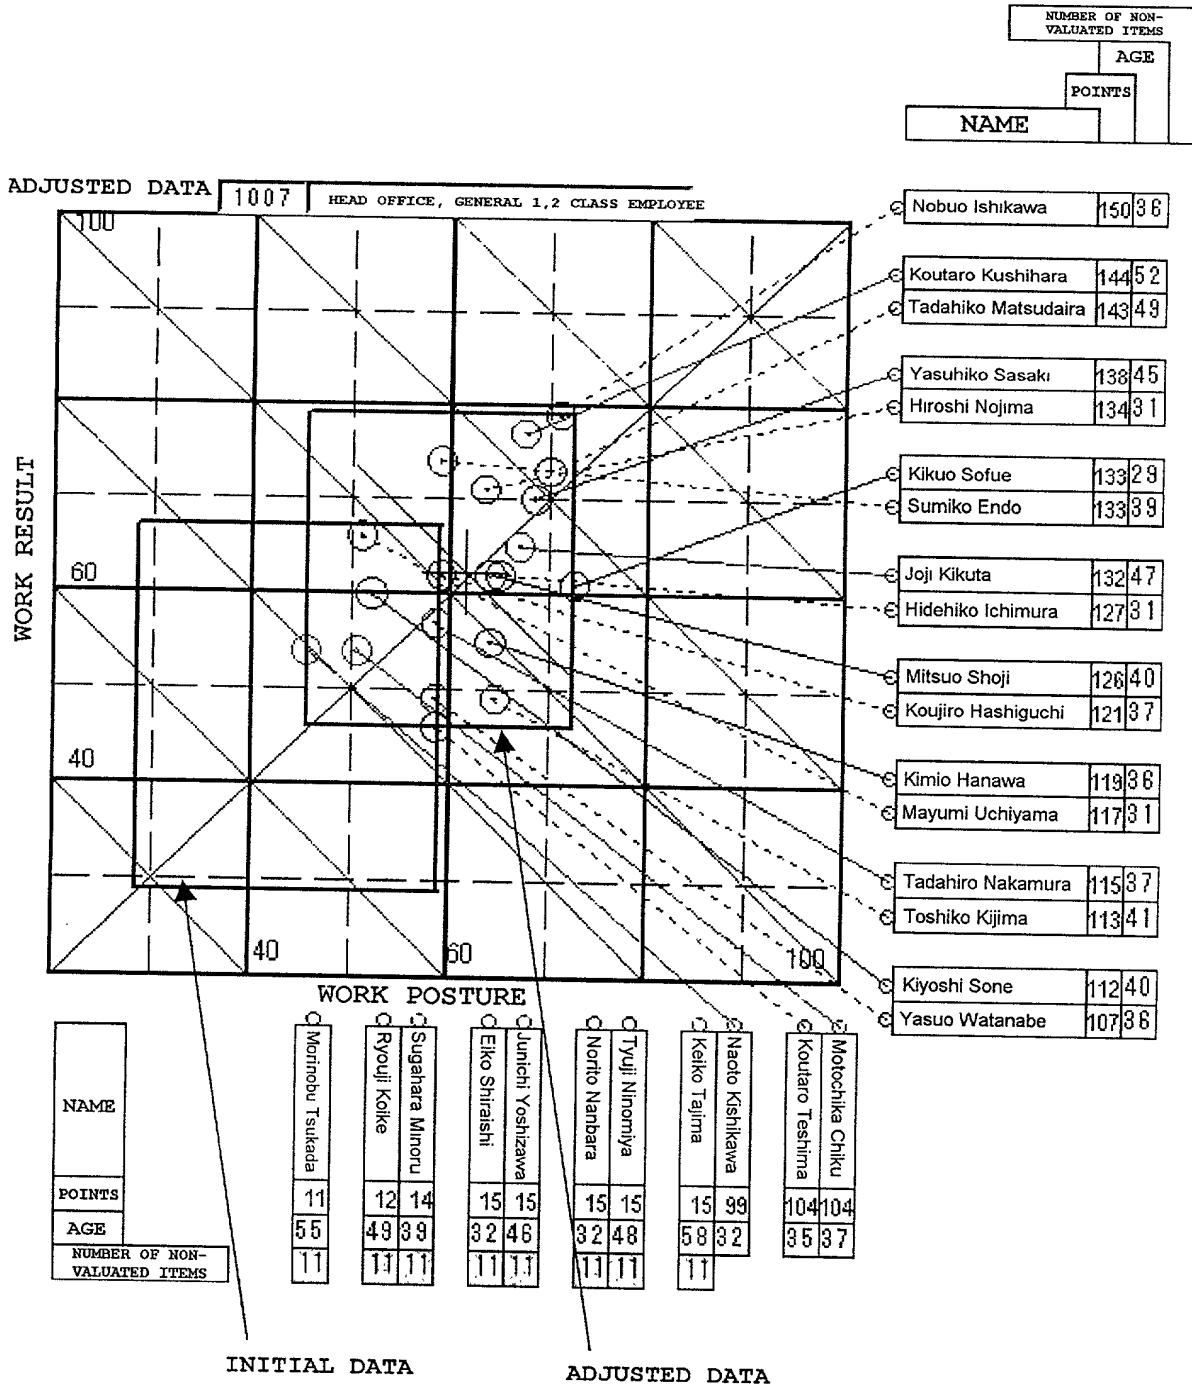 NUMBER OF NON-
VALUATED ITEMS
AGE
POINTS
NAME
ADJUSTED DATA
1007
HEAD OFFICE, GENERAL 1,2 CLASS EMPLOYEE
100
Nobuo Ishikawa 150 36
Koutaro Kushihara 144 52
Tadahiko Matsudaira 143 49
Yasuhiko Sasaki 138 45
Hiroshi Nojima 134 31
Kikuo Sofue 133 29
Sumiko Endo 133 39
WORK RESULT
60
Joji Kikuta 132 47
Hidehiko Ichimura 127 31
Mitsuo Shoji 126 40
Koujiro Hashiguchi 121 37
40
Kimio Hanawa 119 36
Mayumi Uchiyama 117 31
Tadahiro Nakamura 115 37
Toshiko Kijima 113 41
40
60
100
Kiyoshi Sone 112 40
Yasuo Watanabe 107 36
WORK POSTURE
NAME
POINTS
AGE
NUMBER OF NON-
VALUATED ITEMS
Morinobu Tsukada 11 55 11
Ryouji Koike 12 49 11
Sugahara Minoru 14 39 11
Eiko Shiraishi 15 32 11
Junichi Yoshizawa 15 46 11
Norito Nanbara 15 32 11
Tyuji Ninomiya 15 48 11
Keiko Tajima 15 58 11
Naoto Kishikawa 99 32
Koutaro Teshima 104 35
Motochika Chiku 104 37
INITIAL DATA
ADJUSTED DATA